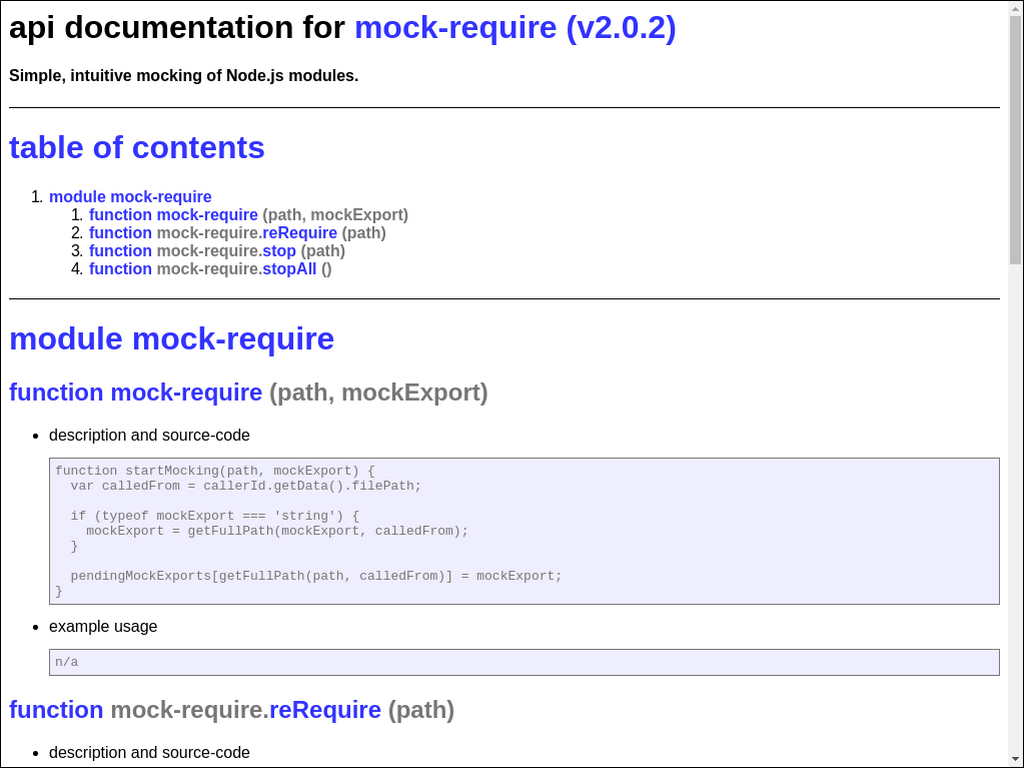 api documentation for mock-require (v2.0.2)
Simple, intuitive mocking of Node.js modules.
table of contents
1. module mock-require
1. function mock-require (path, mockExport)
2. function mock-require.reRequire (path)
3. function mock-require.stop (path)
4. function mock-require.stopAll ()
module mock-require
function mock-require (path, mockExport)
• description and source-code
function startMocking(path, mockExport) {
  var calledFrom = callerId.getData().filePath;
  if (typeof mockExport === 'string') {
    mockExport = getFullPath(mockExport, calledFrom);
  }
  pendingMockExports[getFullPath(path, calledFrom)] = mockExport;
}
• example usage
n/a
function mock-require.reRequire (path)
• description and source-code